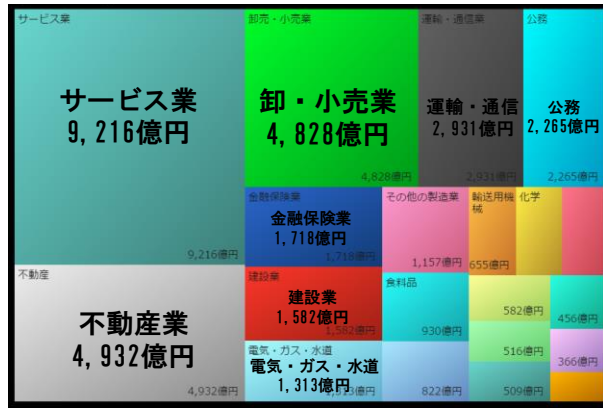 サービス業
サービス業
9,216億円
9,216億円
不動産
不動産業
4,932億円
4,932億円
卸売・小売業
卸・小売業
4,828億円
4,828億円
運輸・通信業
運輸・通信
2,931億円
2,931億円
公務
公務
2,265億円
2,265億円
金融保険業
金融保険業
1,718億円
1,718億円
建設業
建設業
1,582億円
1,582億円
電気・ガス・水道
電気・ガス・水道
1,313億円
1,313億円
その他の製造業
1,157億円
輸送用機
械
655億円
化学
食料品
930億円
822億円
582億円
516億円
509億円
456億円
366億円